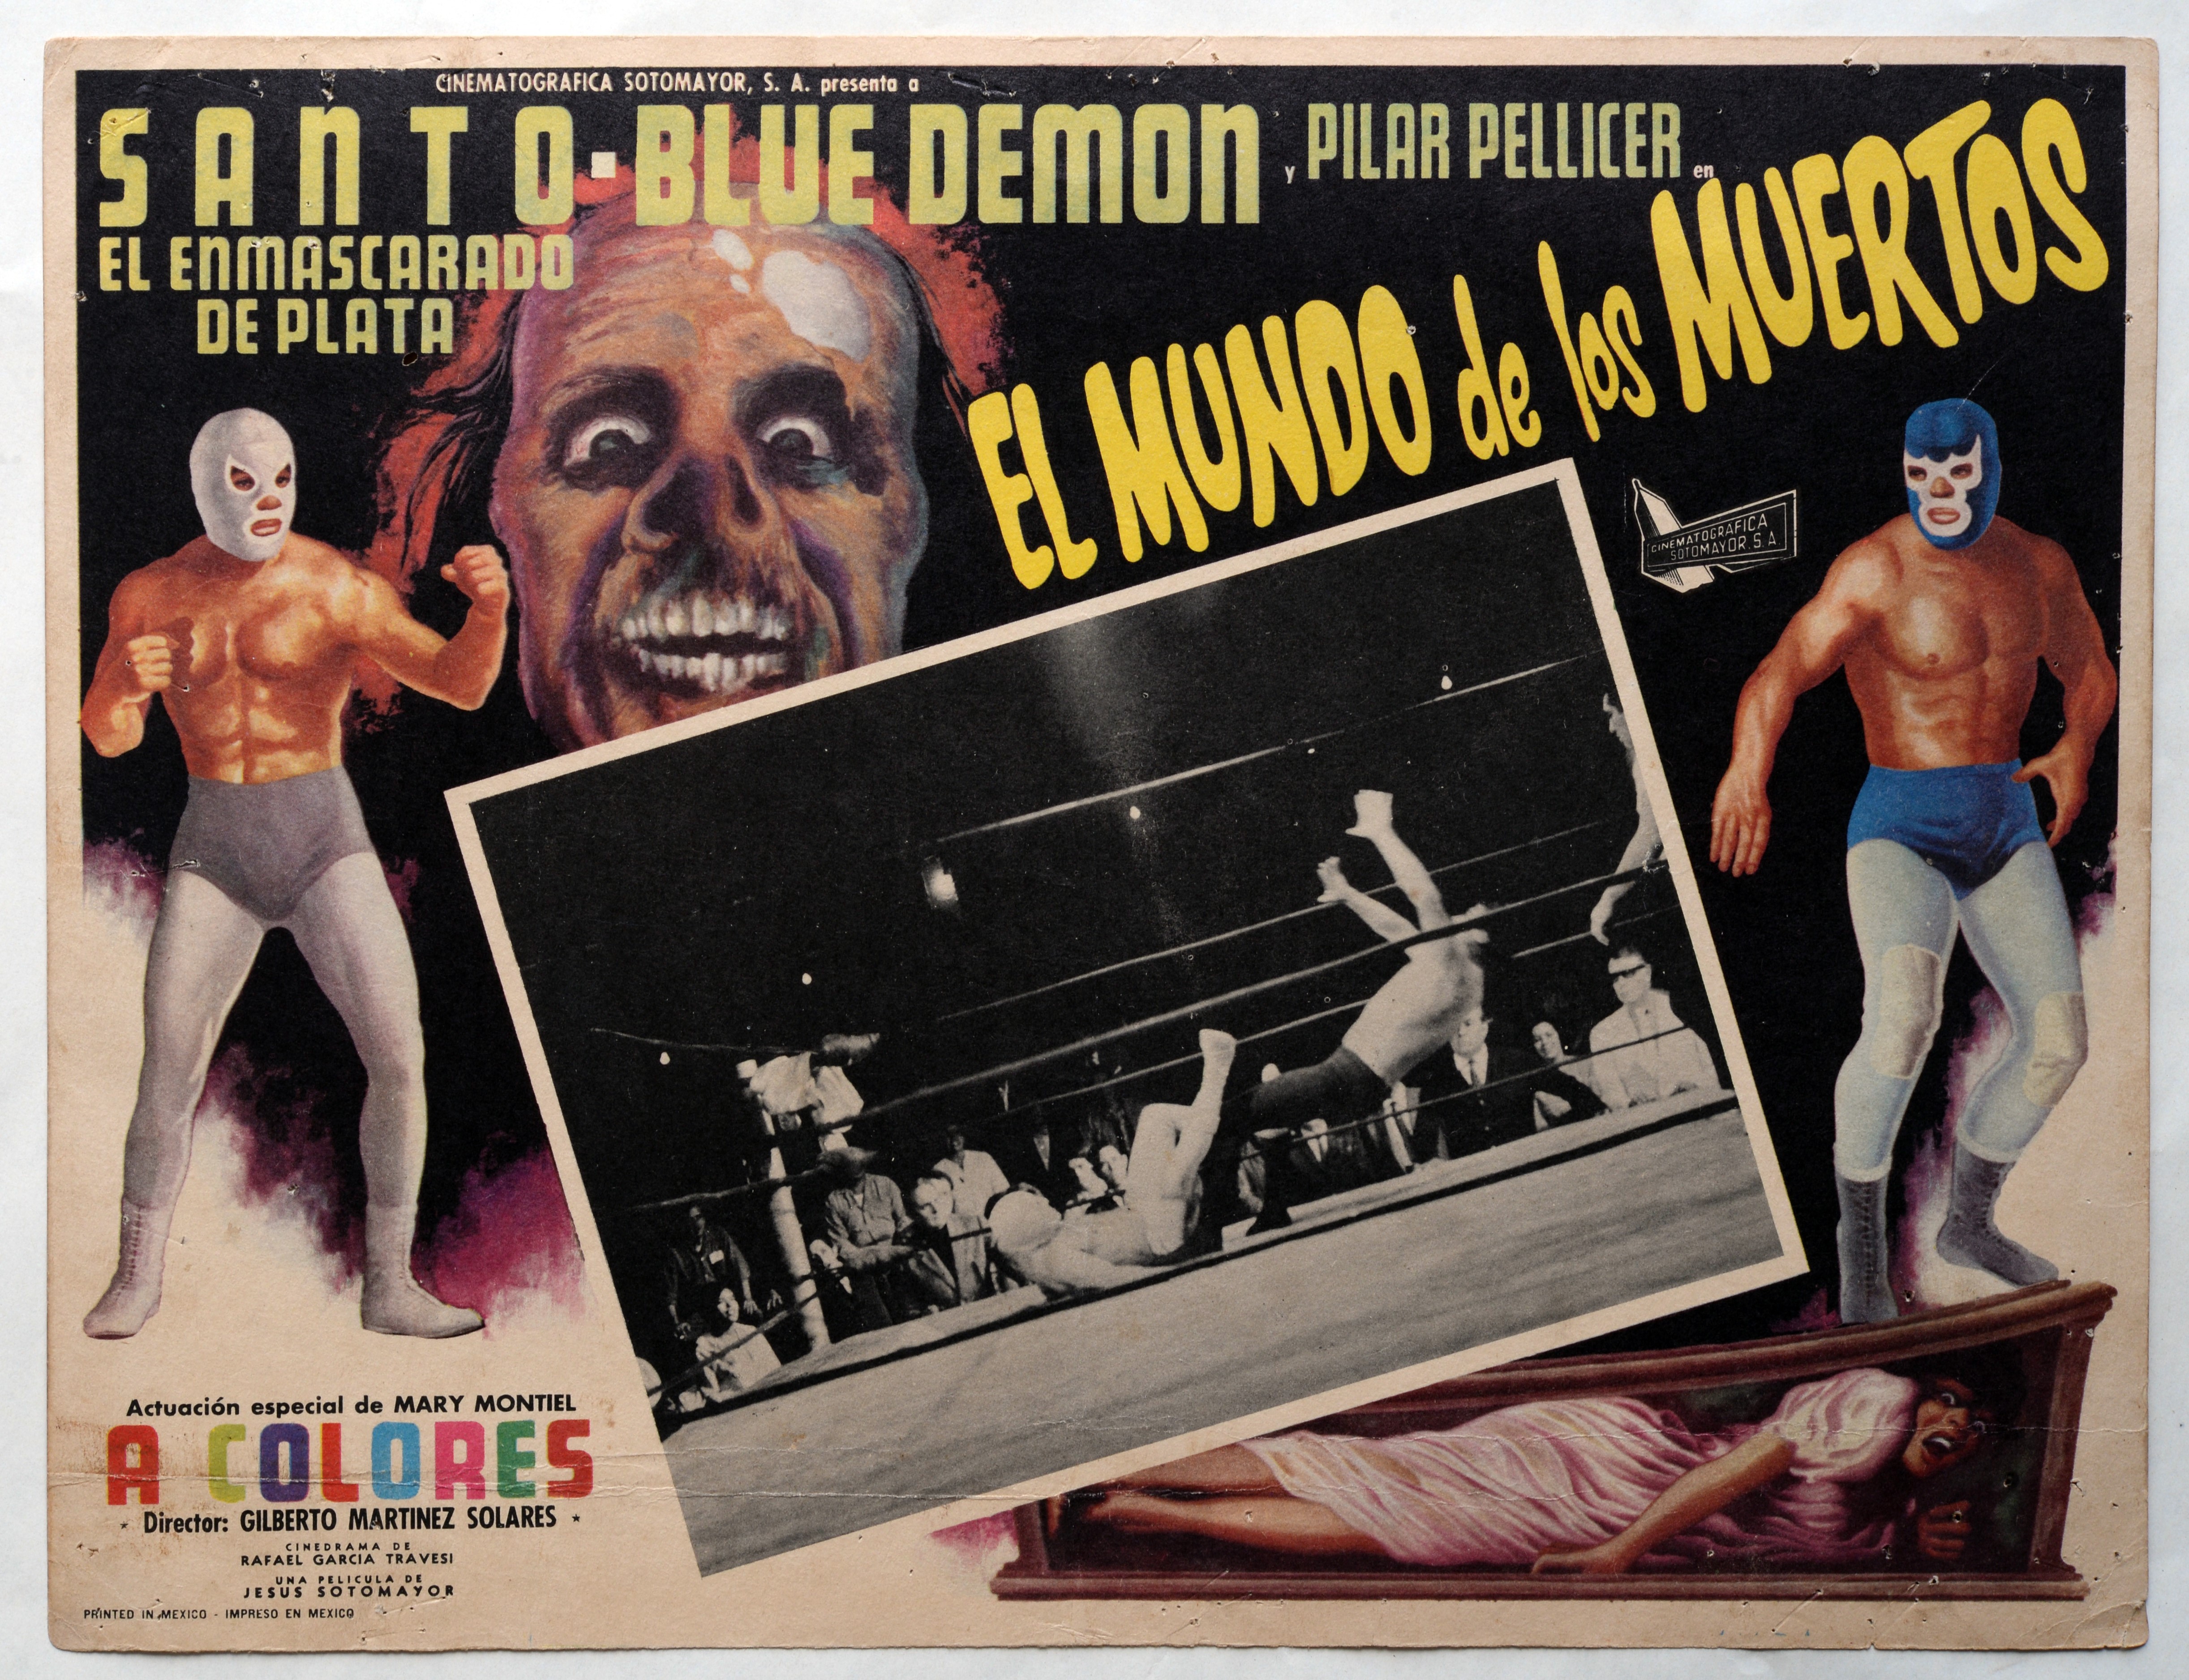 CINEMATOGRAFICA SOTOMAYOR, S. A. presenta a
SANTO - BLUE DEMON y PILAR PELLICER en
EL ENMASCARADO
DE PLATA
EL MUNDO de los MUERTOS
CINEMATOGRAFICA
SOTOMAYOR, S.A.
Actuación especial de MARY MONTIEL
A COLORES
* Director: GILBERTO MARTINEZ SOLARES *
CINEDRAMA DE
RAFAEL GARCIA TRAVESI
UNA PELICULA DE
JESUS SOTOMAYOR
PRINTED IN MEXICO - IMPRESO EN MEXICO